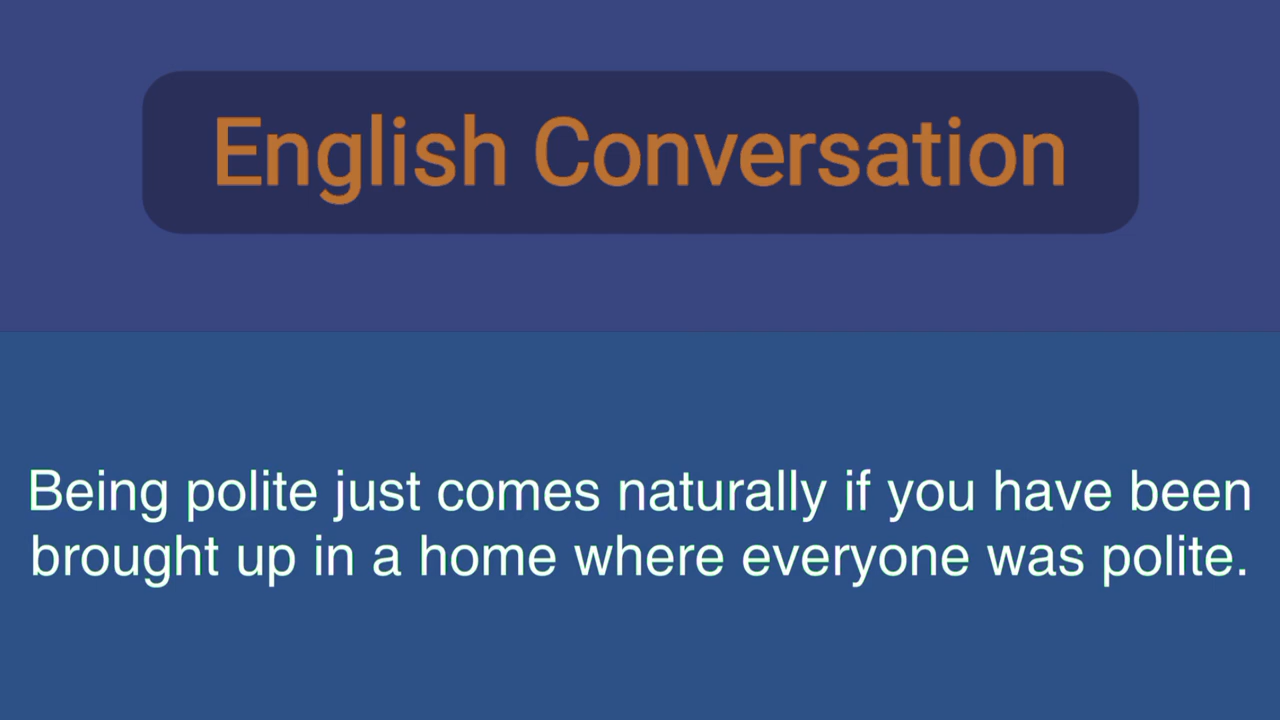 English Conversation
Being polite just comes naturally if you have been
brought up in a home where everyone was polite.